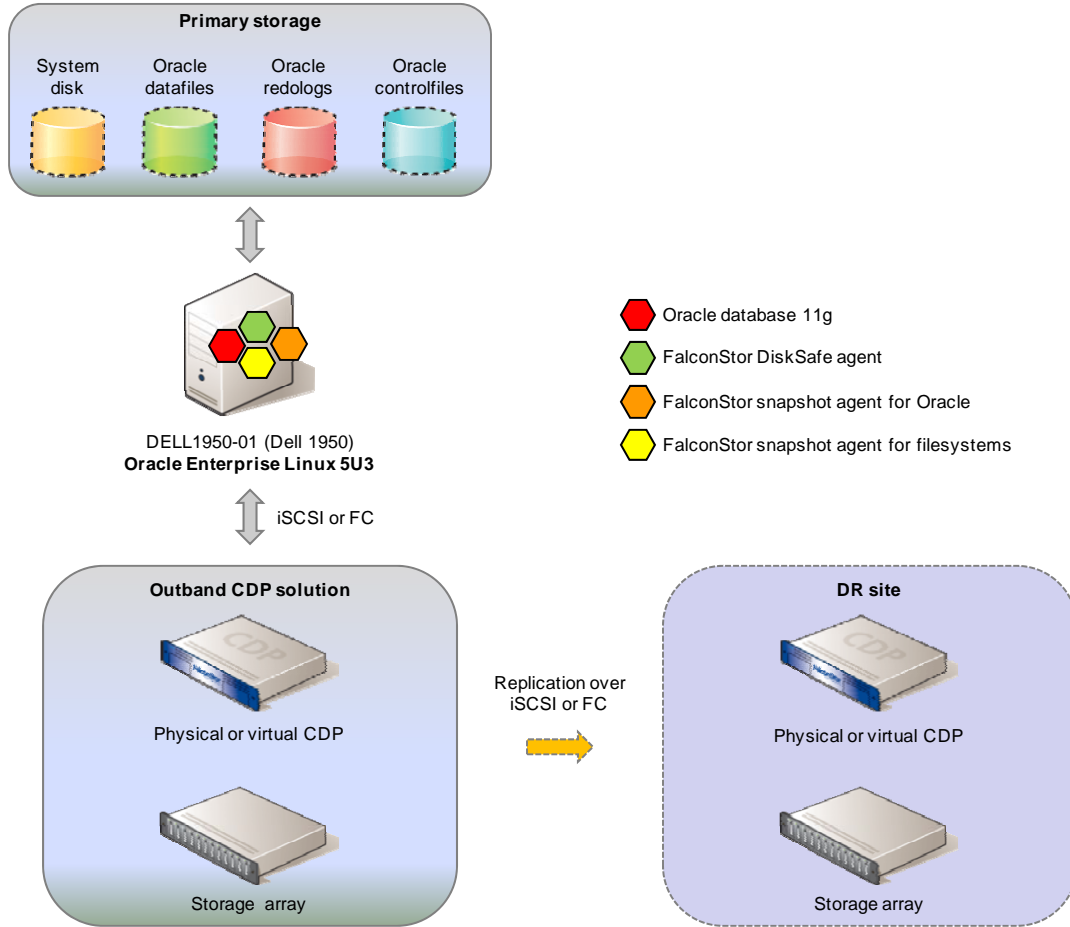 Primary storage
System
disk
Oracle
datafiles
Oracle
redologs
Oracle
controlfiles
Oracle database 11g
FalconStor DiskSafe agent
FalconStor snapshot agent for Oracle
FalconStor snapshot agent for filesystems
DELL1950-01 (Dell 1950)
Oracle Enterprise Linux 5U3
iSCSI or FC
Outband CDP solution
CDP
Physical or virtual CDP
Storage array
Replication over
iSCSI or FC
DR site
CDP
Physical or virtual CDP
Storage array